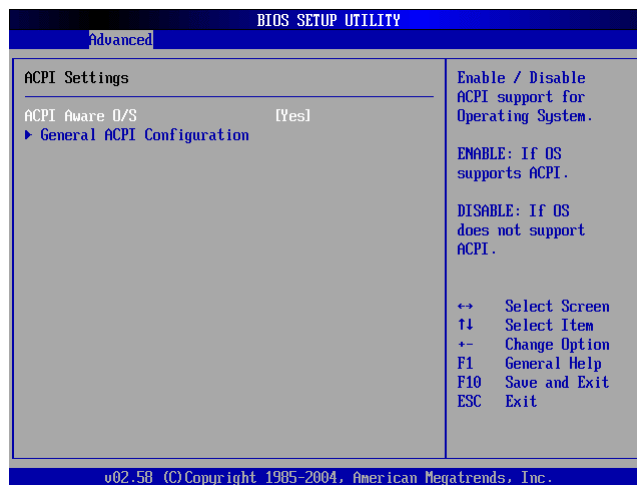 BIOS SETUP UTILITY
Advanced
ACPI Settings
ACPI Aware O/S [Yes]
▶ General ACPI Configuration
Enable / Disable
ACPI support for
Operating System.
ENABLE: If OS
supports ACPI.
DISABLE: If OS
does not support
ACPI.
↔ Select Screen
↑↓ Select Item
+- Change Option
F1 General Help
F10 Save and Exit
ESC Exit
v02.58 (C)Copyright 1985-2004, American Megatrends, Inc.